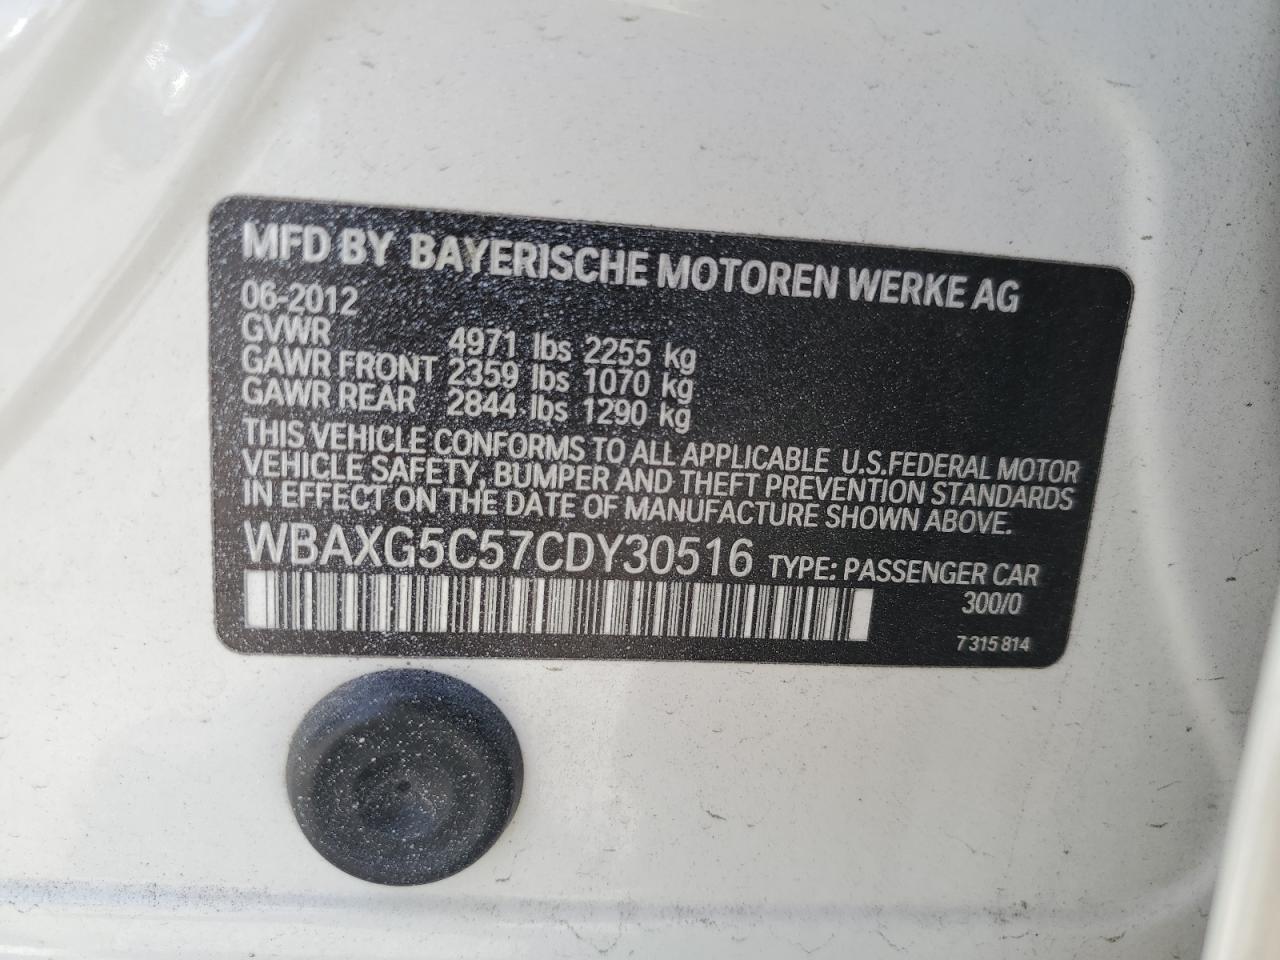 MFD BY BAYERISCHE MOTOREN WERKE AG
06-2012
GVWR 4971 lbs 2255 kg
GAWR FRONT 2359 lbs 1070 kg
GAWR REAR 2844 lbs 1290 kg
THIS VEHICLE CONFORMS TO ALL APPLICABLE U.S.FEDERAL MOTOR
VEHICLE SAFETY, BUMPER AND THEFT PREVENTION STANDARDS
IN EFFECT ON THE DATE OF MANUFACTURE SHOWN ABOVE.
WBAXG5C57CDY30516 TYPE: PASSENGER CAR
300/0
7 315 814